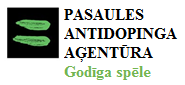 PASAULES
ANTIDOPINGA
AĢENTŪRA
Godīga spēle